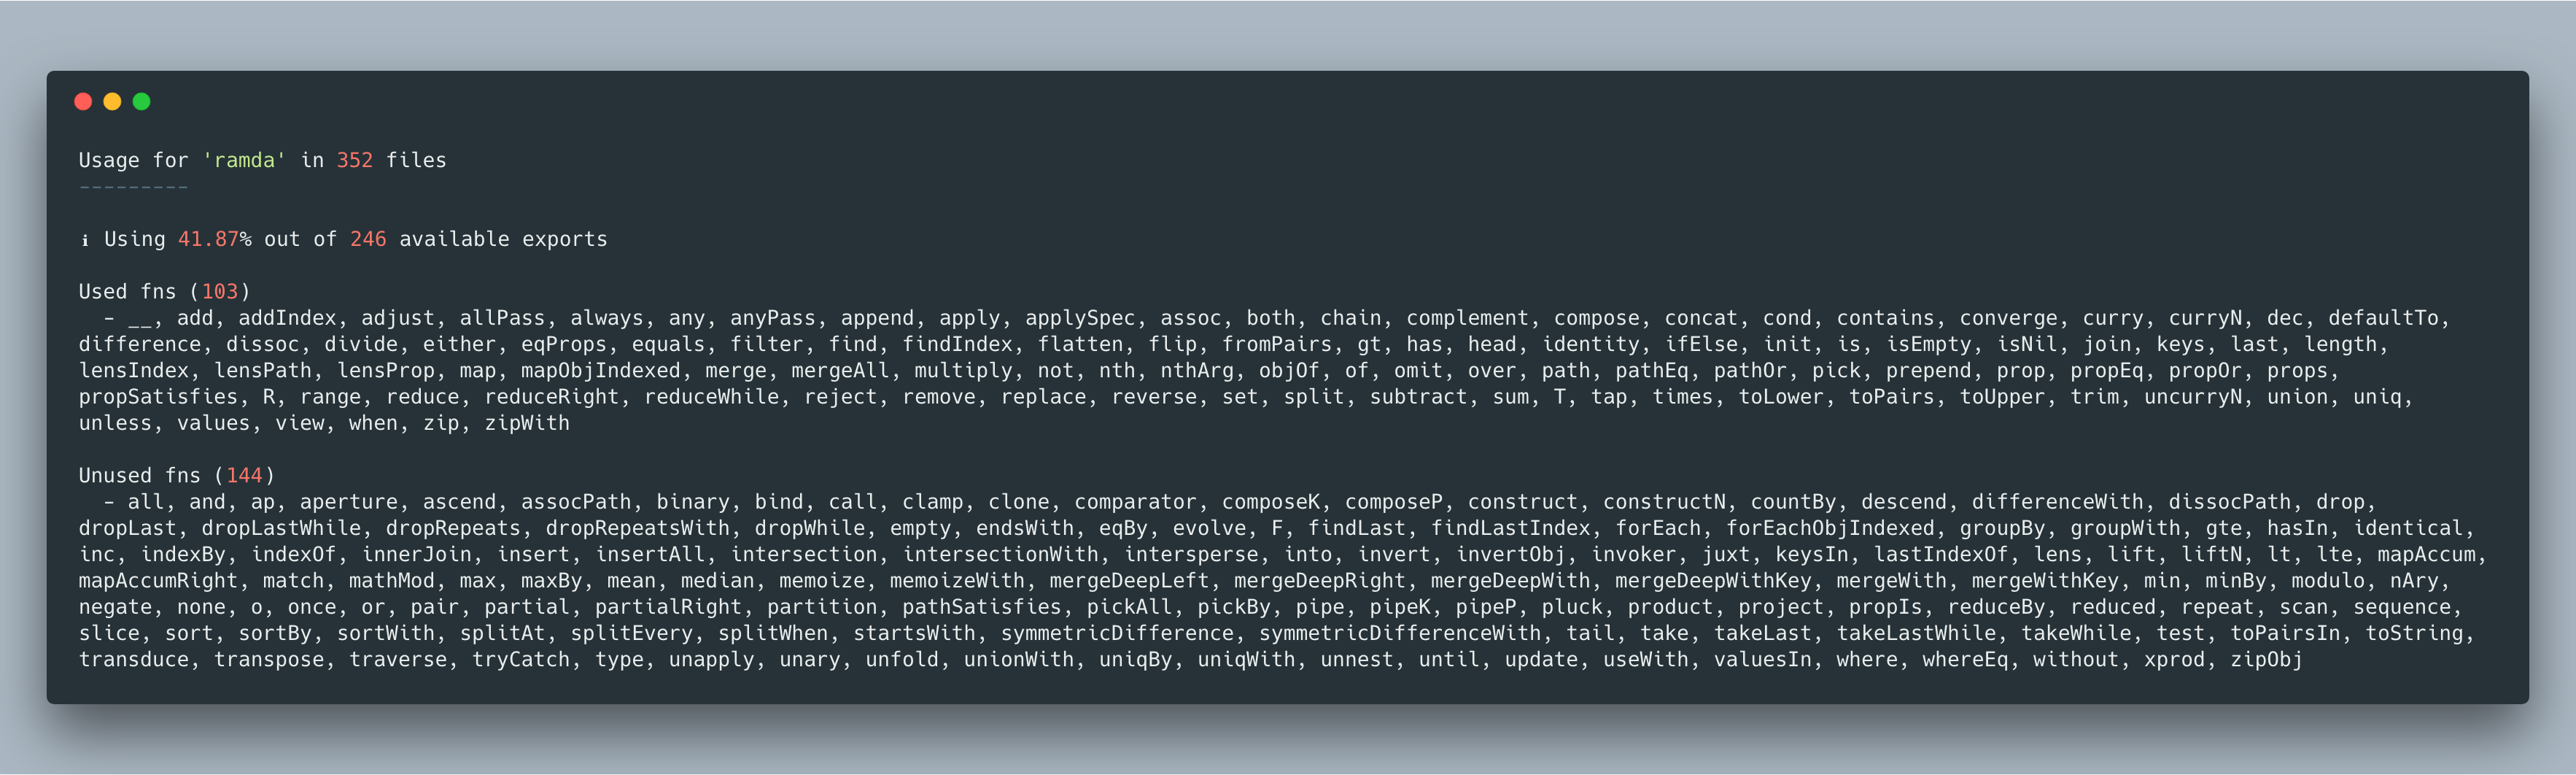 Usage for 'ramda' in 352 files
---------
i Using 41.87% out of 246 available exports
Used fns (103)
- __, add, addIndex, adjust, allPass, always, any, anyPass, append, apply, applySpec, assoc, both, chain, complement, compose, concat, cond, contains, converge, curry, curryN, dec, defaultTo,
difference, dissoc, divide, either, eqProps, equals, filter, find, findIndex, flatten, flip, fromPairs, gt, has, head, identity, ifElse, init, is, isEmpty, isNil, join, keys, last, length,
lensIndex, lensPath, lensProp, map, mapObjIndexed, merge, mergeAll, multiply, not, nth, nthArg, objOf, of, omit, over, path, pathEq, pathOr, pick, prepend, prop, propEq, propOr, props,
propSatisfies, R, range, reduce, reduceRight, reduceWhile, reject, remove, replace, reverse, set, split, subtract, sum, T, tap, times, toLower, toPairs, toUpper, trim, uncurryN, union, uniq,
unless, values, view, when, zip, zipWith
Unused fns (144)
- all, and, ap, aperture, ascend, assocPath, binary, bind, call, clamp, clone, comparator, composeK, composeP, construct, constructN, countBy, descend, differenceWith, dissocPath, drop,
dropLast, dropLastWhile, dropRepeats, dropRepeatsWith, dropWhile, empty, endsWith, eqBy, evolve, F, findLast, findLastIndex, forEach, forEachObjIndexed, groupBy, groupWith, gte, hasIn, identical,
inc, indexBy, indexOf, innerJoin, insert, insertAll, intersection, intersectionWith, intersperse, into, invert, invertObj, invoker, juxt, keysIn, lastIndexOf, lens, lift, liftN, lt, lte, mapAccum,
mapAccumRight, match, mathMod, max, maxBy, mean, median, memoize, memoizeWith, mergeDeepLeft, mergeDeepRight, mergeDeepWith, mergeDeepWithKey, mergeWith, mergeWithKey, min, minBy, modulo, nAry,
negate, none, o, once, or, pair, partial, partialRight, partition, pathSatisfies, pickAll, pickBy, pipe, pipeK, pipeP, pluck, product, project, propIs, reduceBy, reduced, repeat, scan, sequence,
slice, sort, sortBy, sortWith, splitAt, splitEvery, splitWhen, startsWith, symmetricDifference, symmetricDifferenceWith, tail, take, takeLast, takeLastWhile, takeWhile, test, toPairsIn, toString,
transduce, transpose, traverse, tryCatch, type, unapply, unary, unfold, unionWith, uniqBy, uniqWith, unnest, until, update, useWith, valuesIn, where, whereEq, without, xprod, zipObj